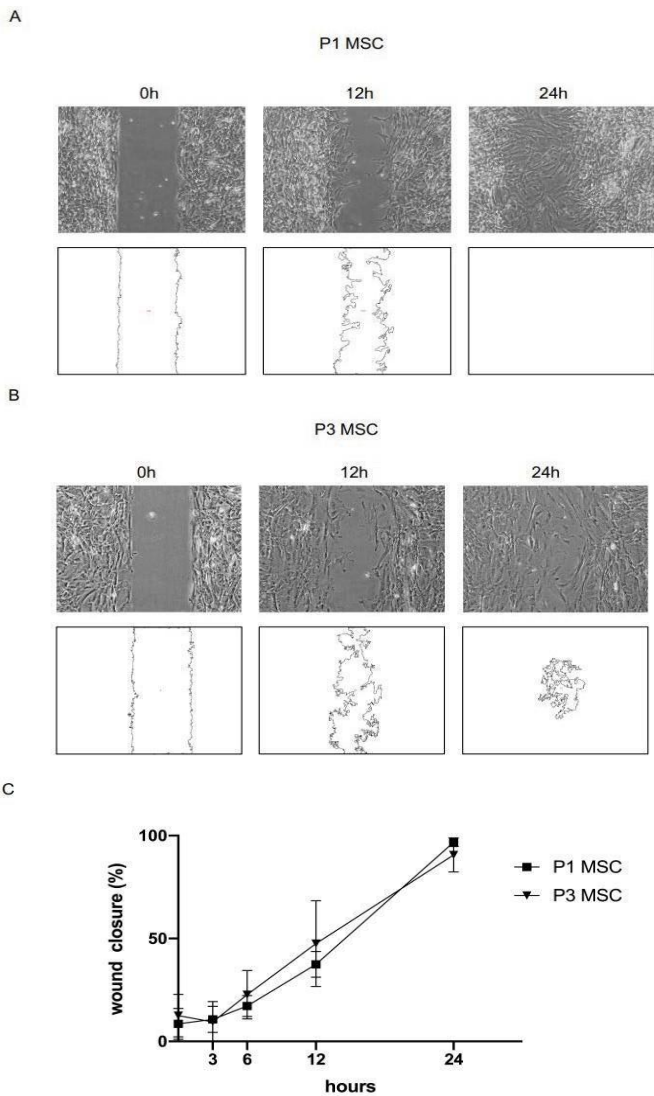 A
P1 MSC
0h 12h 24h
B
P3 MSC
0h 12h 24h
C
100
50
0
wound closure (%)
3 6 12 24
hours
P1 MSC
P3 MSC